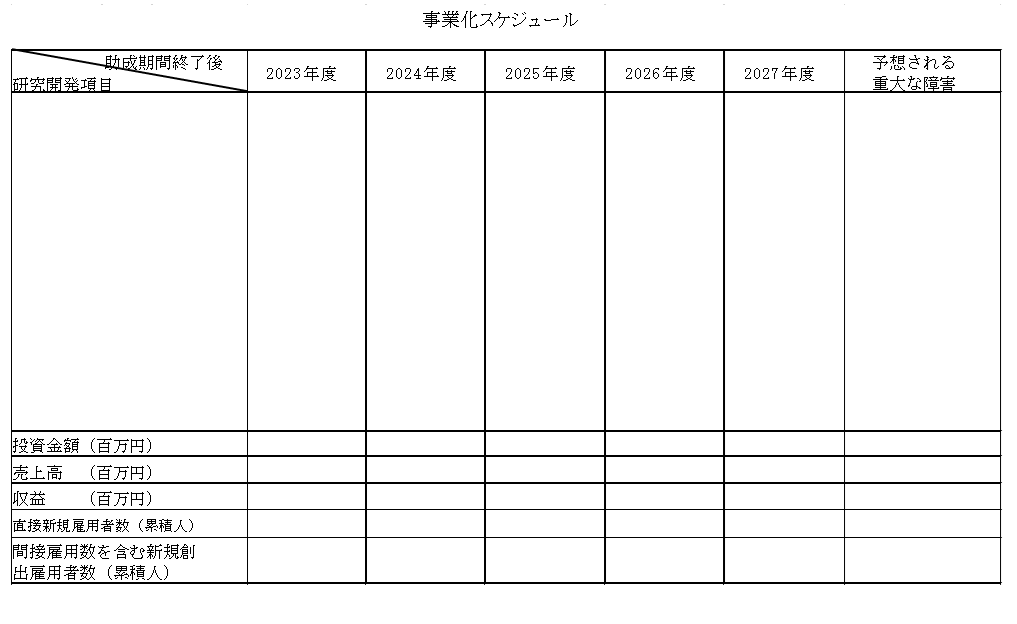 事業化スケジュール
助成期間終了後
研究開発項目
2023年度
2024年度
2025年度
2026年度
2027年度
予想される
重大な障害
投資金額（百万円）
売上高　（百万円）
収益　　（百万円）
直接新規雇用者数（累積人）
間接雇用数を含む新規創
出雇用者数（累積人）